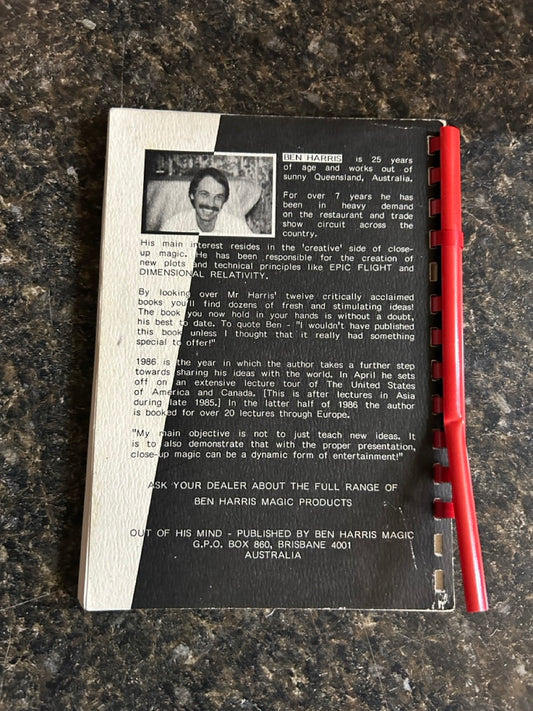 BEN HARRIS is 25 years
of age and works out of
sunny Queensland, Australia.
For over 7 years he has
been in heavy demand
on the restaurant and trade
show circuit across the
country.
His main interest resides in the 'creative' side of close-
up magic. He has been responsible for the creation of
new plots and technical principles like EPIC FLIGHT and
DIMENSIONAL RELATIVITY.
By looking over Mr Harris' twelve critically acclaimed
books you'll find dozens of fresh and stimulating ideas!
The book you now hold in your hands is without a doubt,
his best to date. To quote Ben - "I wouldn't have published
this book unless I thought that it really had something
special to offer!"
1986 is the year in which the author takes a further step
towards sharing his ideas with the world. In April he sets
off on an extensive lecture tour of The United States
of America and Canada. [This is after lectures in Asia
during late 1985.] In the latter half of 1986 the author
is booked for over 20 lectures through Europe.
"My main objective is not to just teach new ideas. It
is to also demonstrate that with the proper presentation,
close-up magic can be a dynamic form of entertainment!"
ASK YOUR DEALER ABOUT THE FULL RANGE OF
BEN HARRIS MAGIC PRODUCTS
OUT OF HIS MIND - PUBLISHED BY BEN HARRIS MAGIC
G.P.O. BOX 860, BRISBANE 4001
AUSTRALIA